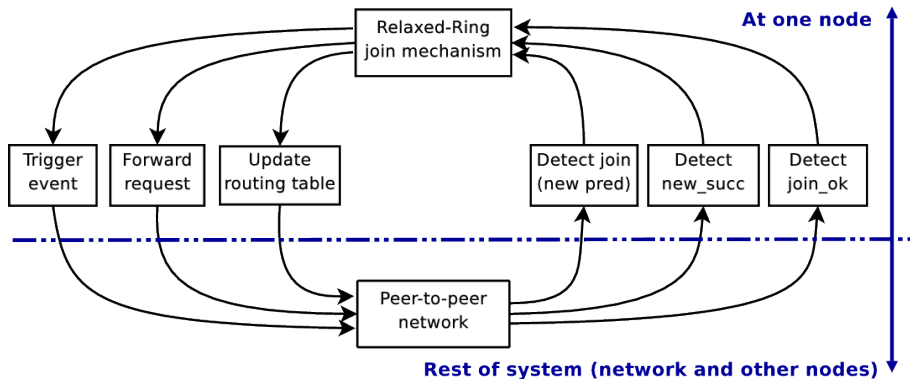 At one node
Relaxed-Ring
join mechanism
Trigger
event
Forward
request
Update
routing table
Detect join
(new pred)
Detect
new_succ
Detect
join_ok
Peer-to-peer
network
Rest of system (network and other nodes)